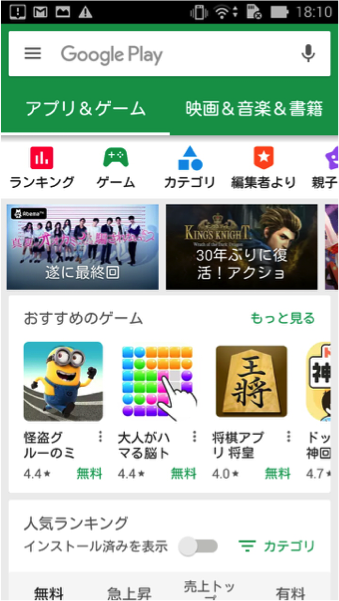 18:10
Google Play
アプリ&ゲーム
映画&音楽&書籍
ランキング
ゲーム
カテゴリ
編集者より
親子
AbemaTV
遂に最終回
KINGS KNIGHT
Wrath of the Dark Dragon
30年ぶりに復
活！アクショ
おすすめのゲーム
もっと見る
怪盗グ
ルーのミ
4.4★
無料
大人がハ
マる脳ト
4.4★
無料
王将
将棋アプ
リ 将皇
4.0★
無料
神
ドッ
神回
4.7★
人気ランキング
インストール済みを表示
カテゴリ
無料
急上昇
売上トッ
プ
有料